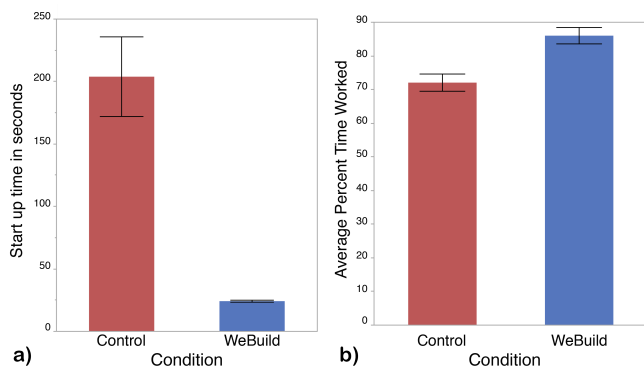 250
200
150
100
50
0
Start up time in seconds
Control
WeBuild
Condition
a)
90
80
70
60
50
40
30
20
10
0
Average Percent Time Worked
Control
WeBuild
Condition
b)